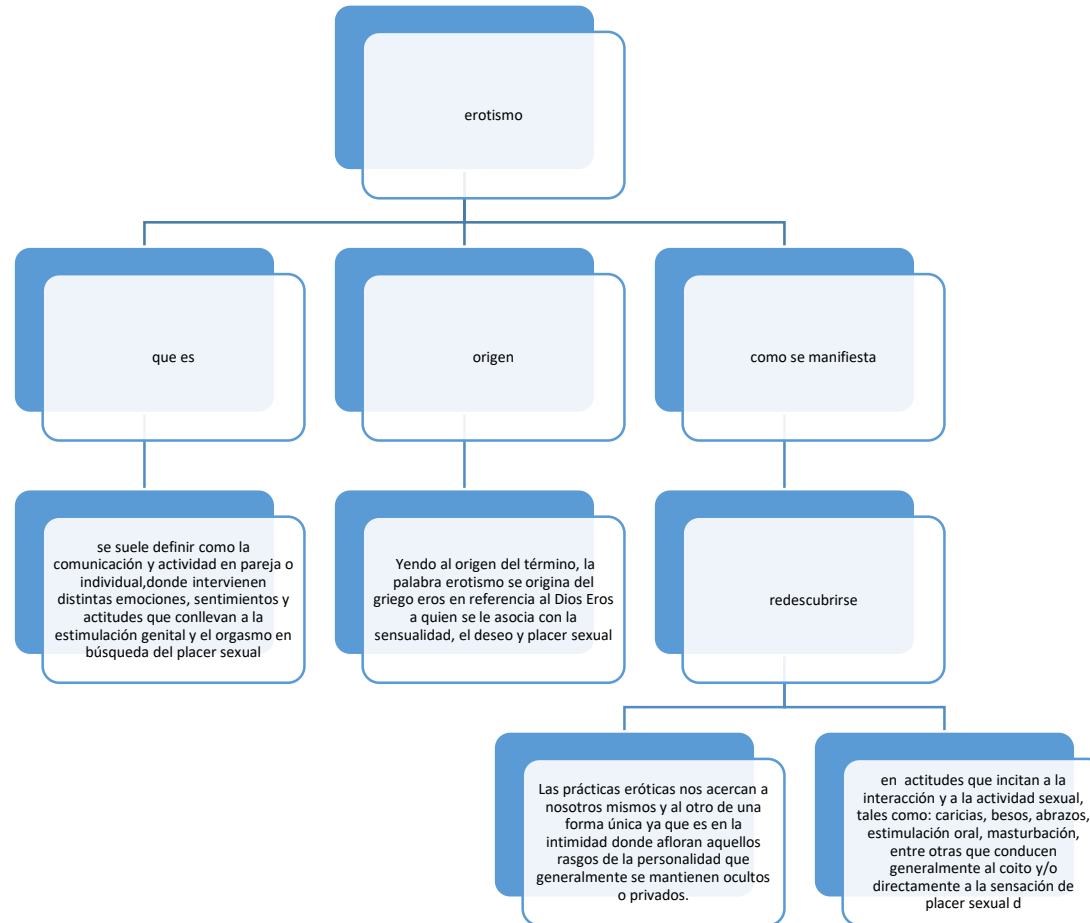 erotismo
que es
origen
como se manifiesta
se suele definir como la
comunicación y actividad en pareja o
individual,donde intervienen
distintas emociones, sentimientos y
actitudes que conllevan a la
estimulación genital y el orgasmo en
búsqueda del placer sexual
Yendo al origen del término, la
palabra erotismo se origina del
griego eros en referencia al Dios Eros
a quien se le asocia con la
sensualidad, el deseo y placer sexual
redescubrirse
Las prácticas eróticas nos acercan a
nosotros mismos y al otro de una
forma única ya que es en la
intimidad donde afloran aquellos
rasgos de la personalidad que
generalmente se mantienen ocultos
o privados.
en  actitudes que incitan a la
interacción y a la actividad sexual,
tales como: caricias, besos, abrazos,
estimulación oral, masturbación,
entre otras que conducen
generalmente al coito y/o
directamente a la sensación de
placer sexual d